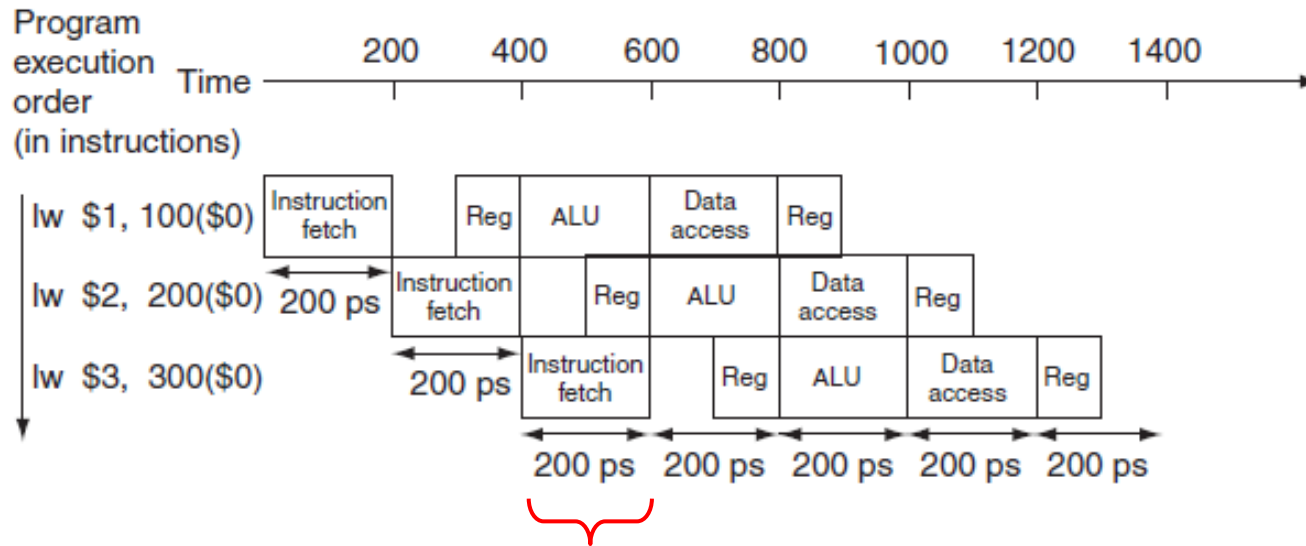 Program
execution
order
(in instructions)
Time
200 400 600 800 1000 1200 1400
lw $1, 100($0)
Instruction
fetch
Reg
ALU
Data
access
Reg
200 ps
lw $2, 200($0)
Instruction
fetch
Reg
ALU
Data
access
Reg
200 ps
lw $3, 300($0)
Instruction
fetch
Reg
ALU
Data
access
Reg
200 ps 200 ps 200 ps 200 ps 200 ps